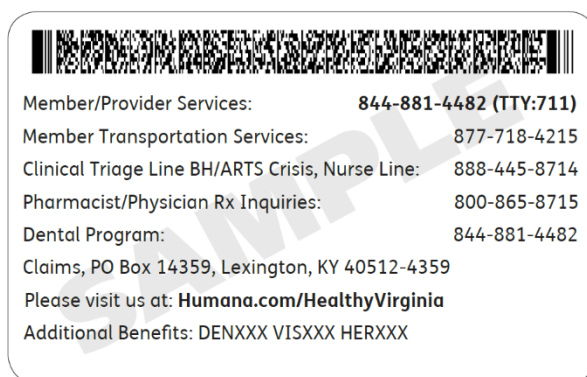 Member/Provider Services: 844-881-4482 (TTY:711)
Member Transportation Services: 877-718-4215
Clinical Triage Line BH/ARTS Crisis, Nurse Line: 888-445-8714
Pharmacist/Physician Rx Inquiries: 800-865-8715
Dental Program: 844-881-4482
Claims, PO Box 14359, Lexington, KY 40512-4359
Please visit us at: Humana.com/HealthyVirginia
Additional Benefits: DENXXX VISXXX HERXXX
SAMPLE